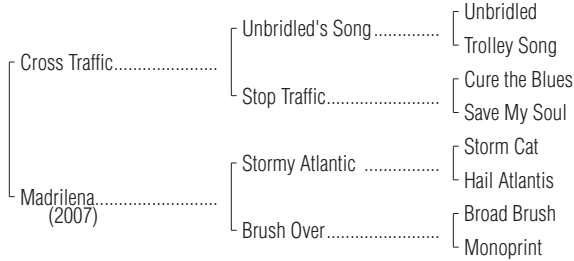 Unbridled
Unbridled's Song..............
Trolley Song
Cross Traffic.......................
Cure the Blues
Stop Traffic.........................
Save My Soul
Storm Cat
Stormy Atlantic ................
Hail Atlantis
Madrilena...........................
(2007)
Broad Brush
Brush Over.........................
Monoprint